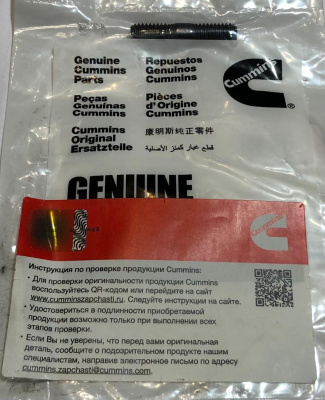 Genuine
Cummins
Parts
Repuestos
Genuinos
Cummins
Peças
Genuínas
Cummins
Pièces
d'Origine
Cummins
Cummins
Original
Ersatzteile
康明斯纯正零件
قطع غيار كمنز الأصلية
Cummins
®
GENUINE
Cummins
Инструкция по проверке продукции Cummins:
• Для проверки оригинальности продукции Cummins
воспользуйтесь QR-кодом или перейдите на сайт
www.cumminszapchasti.ru. Следуйте инструкции на сайте.
• Удостовериться в подлинности приобретаемой
продукции возможно только при выполнении всех
этапов проверки.
• Если Вы не уверены, что перед вами оригинальная
деталь, сообщите о подозрительном продукте нашим
специалистам, направив электронное письмо по адресу
cummins.zapchasti@cummins.com.